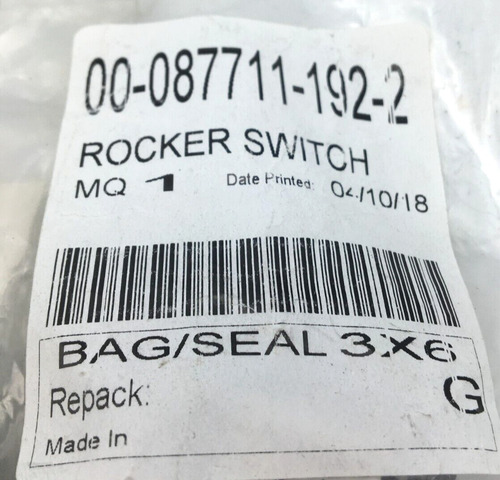 00-087711-192-2
ROCKER SWITCH
MQ 1 Date Printed: 04/10/18
BAG/SEAL 3X6
Repack: G
Made In